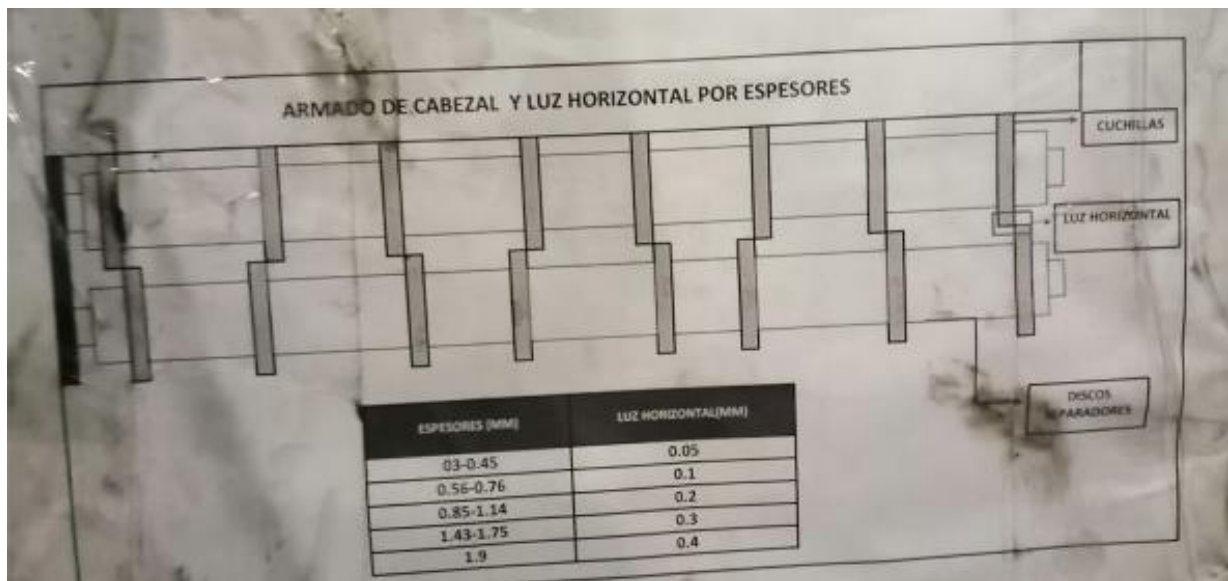 ARMADO DE CABEZAL Y LUZ HORIZONTAL POR ESPESORES
CUCHILLAS
LUZ HORIZONTAL
DISCOS
SEPARADORES
ESPESORES (MM) LUZ HORIZONTAL(MM)
03-0.45 0.05
0.56-0.76 0.1
0.85-1.14 0.2
1.43-1.75 0.3
1.9 0.4